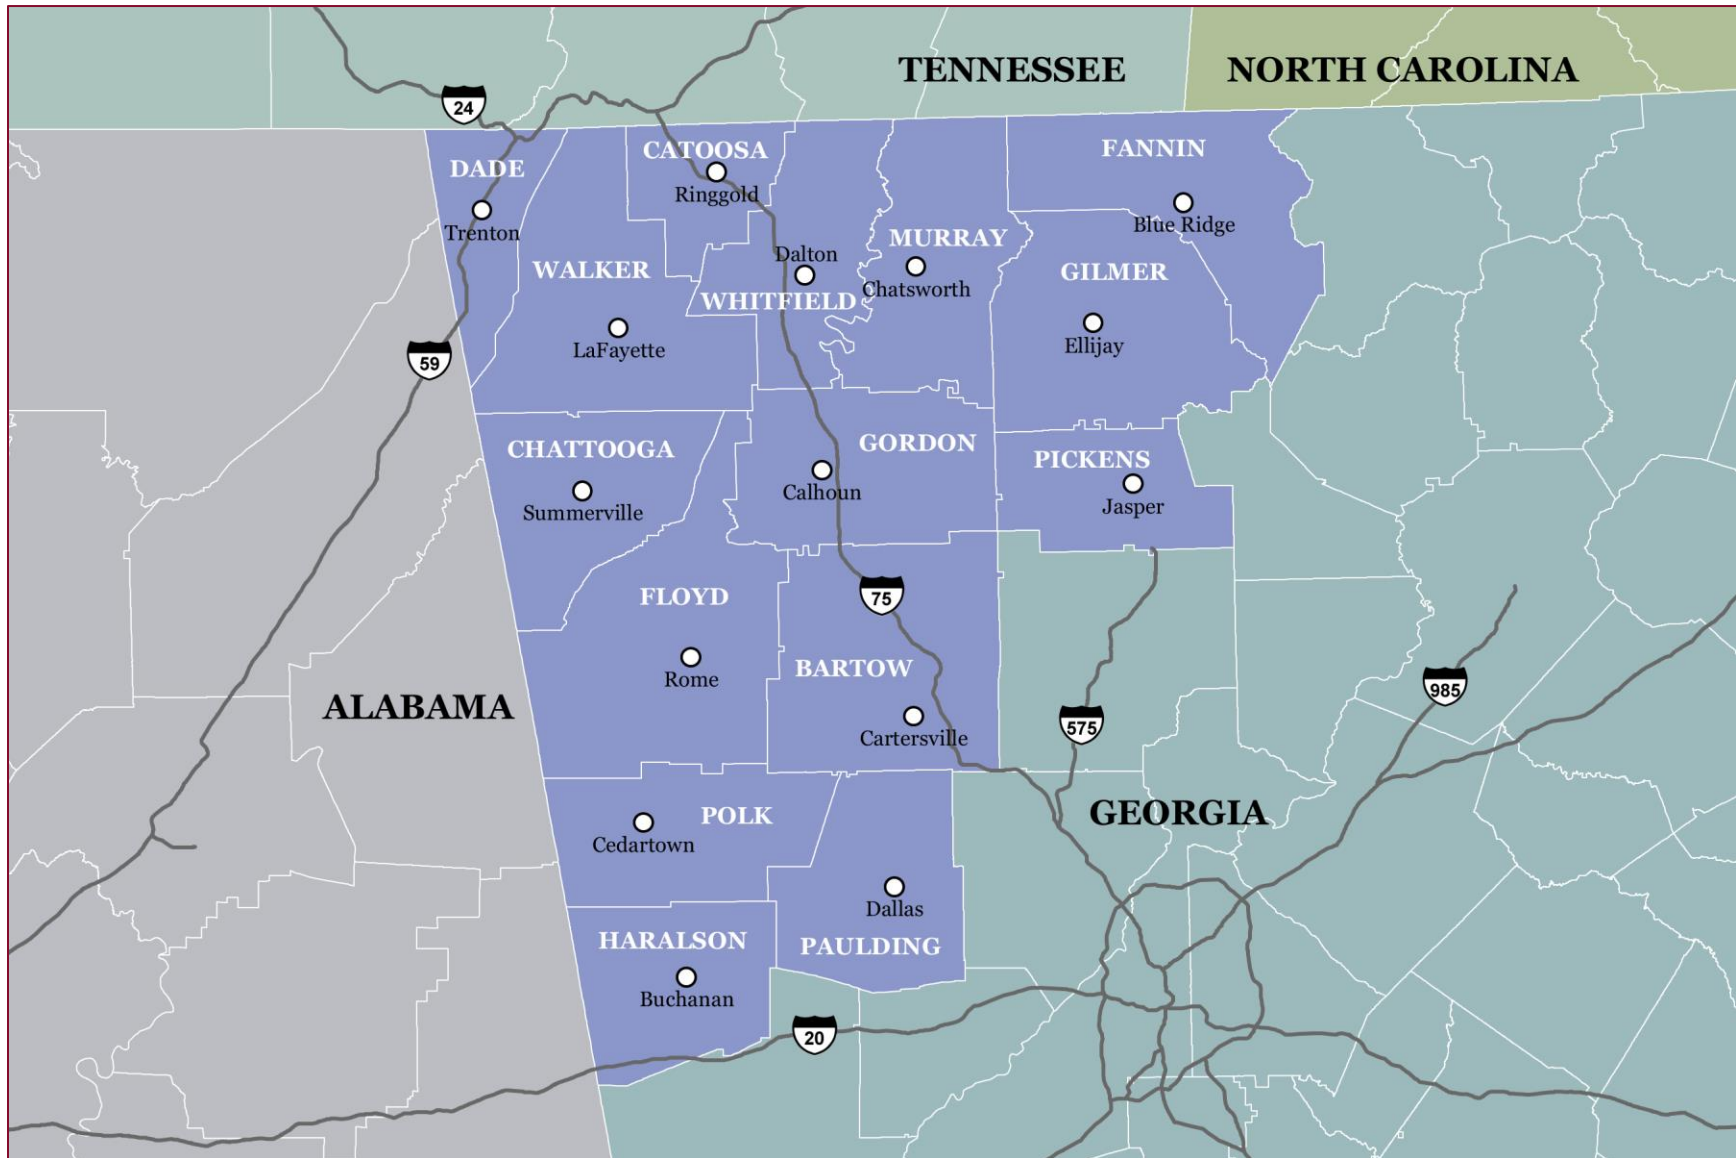 TENNESSEE
NORTH CAROLINA
24
DADE
CATOOSA
FANNIN
Ringgold
Trenton
Blue Ridge
MURRAY
Dalton
WALKER
GILMER
Chatsworth
WHITFIELD
LaFayette
Ellijay
59
CHATTOOGA
GORDON
PICKENS
Calhoun
Jasper
Summerville
FLOYD
75
BARTOW
Rome
985
ALABAMA
575
Cartersville
POLK
GEORGIA
Cedartown
Dallas
HARALSON
PAULDING
Buchanan
20